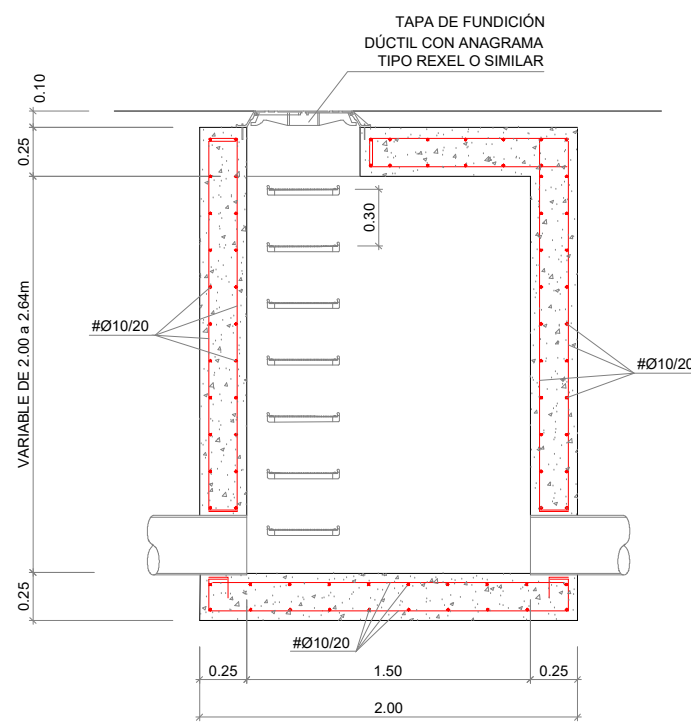 TAPA DE FUNDICIÓN
DÚCTIL CON ANAGRAMA
TIPO REXEL O SIMILAR
0.10
0.25
0.30
#Ø10/20
#Ø10/20
VARIABLE DE 2.00 a 2.64m
0.25
#Ø10/20
0.25
1.50
0.25
2.00